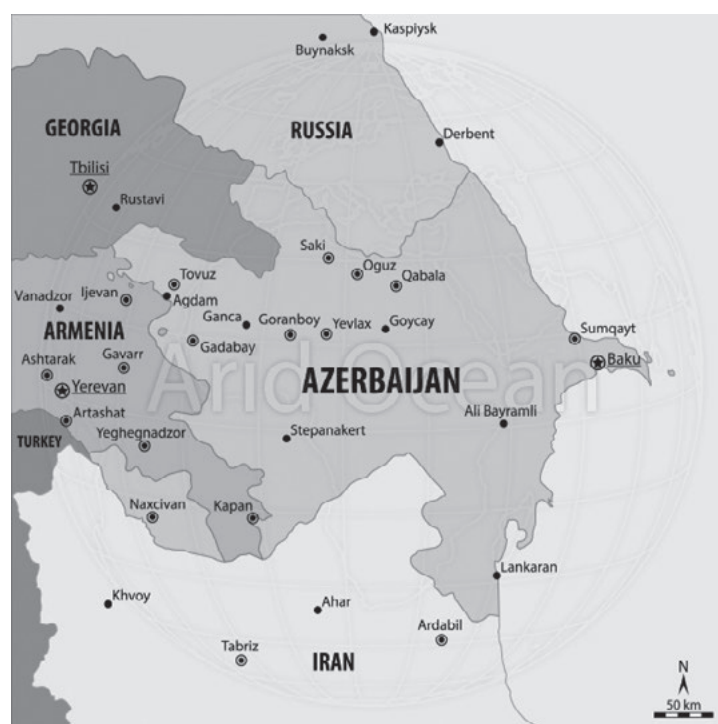 Kaspiysk
Buynaksk
GEORGIA
RUSSIA
Derbent
Tbilisi
Rustavi
Saki
Oguz
Tovuz
Qabala
Ijevan
Vanadzor
Agdam
Ganca
Goranboy
Yevlax
Goycay
Sumqayt
ARMENIA
Gadabay
Gavarr
Ashtarak
Baku
AZERBAIJAN
Arid Ocean
Yerevan
Artashat
Ali Bayramli
TURKEY
Yeghegnadzor
Stepanakert
Naxcivan
Kapan
Lankaran
Khvoy
Ahar
Ardabil
Tabriz
IRAN
N
50 km